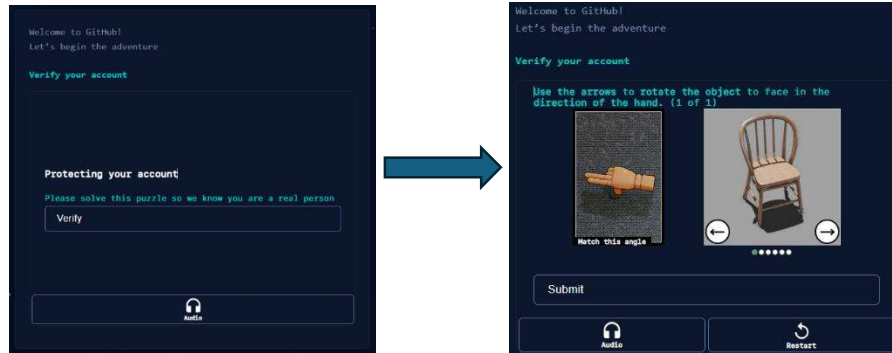 Welcome to GitHub!
Let's begin the adventure
Verify your account
Protecting your account
Please solve this puzzle so we know you are a real person
Verify
Audio
Welcome to GitHub!
Let's begin the adventure
Verify your account
Use the arrows to rotate the object to face in the
direction of the hand. (1 of 1)
Match this angle
Submit
Audio
Restart